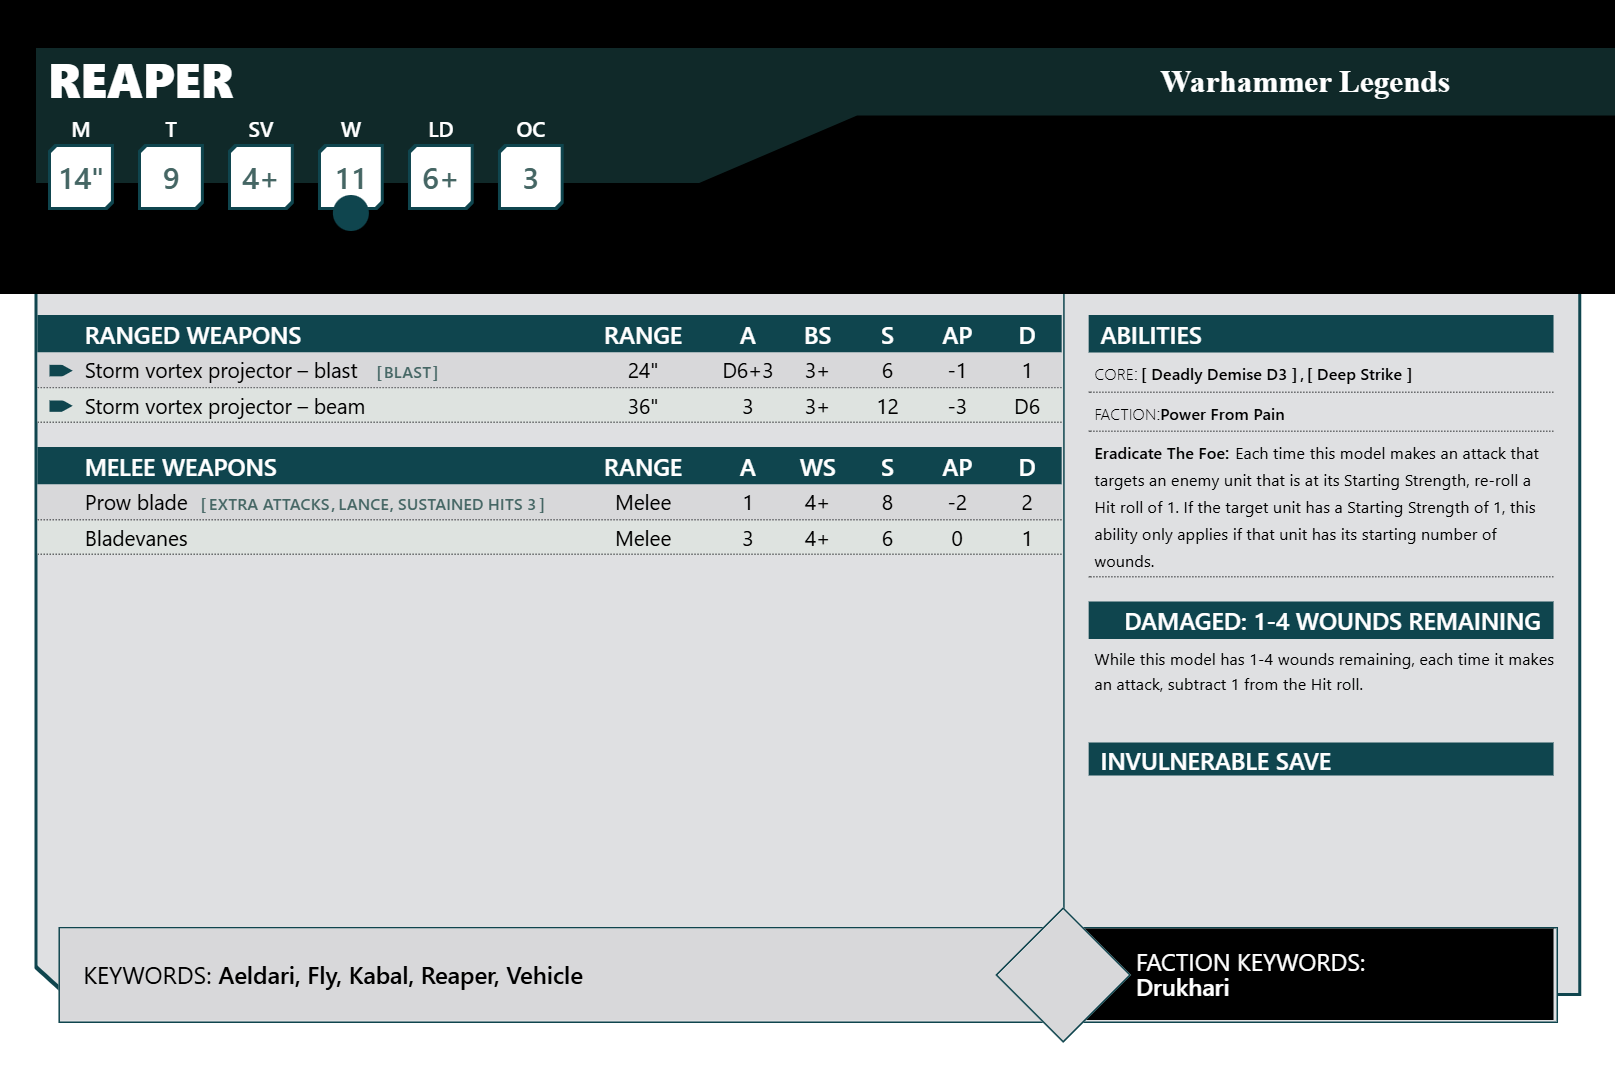 REAPER
Warhammer Legends
M T SV W LD OC
14" 9 4+ 11 6+ 3
RANGED WEAPONS RANGE A BS S AP D
Storm vortex projector – blast [BLAST] 24" D6+3 3+ 6 -1 1
Storm vortex projector – beam 36" 3 3+ 12 -3 D6
MELEE WEAPONS RANGE A WS S AP D
Prow blade [EXTRA ATTACKS, LANCE, SUSTAINED HITS 3] Melee 1 4+ 8 -2 2
Bladevanes Melee 3 4+ 6 0 1
ABILITIES
CORE: [ Deadly Demise D3 ] , [ Deep Strike ]
FACTION:Power From Pain
Eradicate The Foe: Each time this model makes an attack that
targets an enemy unit that is at its Starting Strength, re-roll a
Hit roll of 1. If the target unit has a Starting Strength of 1, this
ability only applies if that unit has its starting number of
wounds.
DAMAGED: 1-4 WOUNDS REMAINING
While this model has 1-4 wounds remaining, each time it makes
an attack, subtract 1 from the Hit roll.
INVULNERABLE SAVE
KEYWORDS: Aeldari, Fly, Kabal, Reaper, Vehicle
FACTION KEYWORDS:
Drukhari